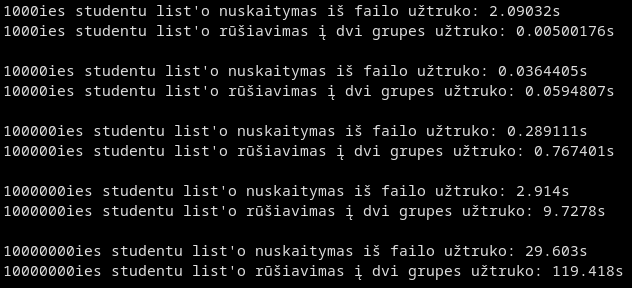 1000ies studentu list'o nuskaitymas iš failo užtruko: 2.09032s
1000ies studentu list'o rūšiavimas į dvi grupes užtruko: 0.00500176s
10000ies studentu list'o nuskaitymas iš failo užtruko: 0.0364405s
10000ies studentu list'o rūšiavimas į dvi grupes užtruko: 0.0594807s
100000ies studentu list'o nuskaitymas iš failo užtruko: 0.289111s
100000ies studentu list'o rūšiavimas į dvi grupes užtruko: 0.767401s
1000000ies studentu list'o nuskaitymas iš failo užtruko: 2.914s
1000000ies studentu list'o rūšiavimas į dvi grupes užtruko: 9.7278s
10000000ies studentu list'o nuskaitymas iš failo užtruko: 29.603s
10000000ies studentu list'o rūšiavimas į dvi grupes užtruko: 119.418s